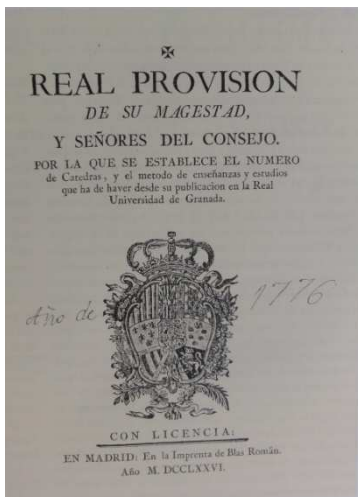 REAL PROVISION
DE SU MAGESTAD,
Y SEÑORES DEL CONSEJO.
POR LA QUE SE ESTABLECE EL NUMERO
de Catedras, y el metodo de enseñanzas y estudios
que ha de haver desde su publicacion en la Real
Universidad de Granada.
Año de 1776
CON LICENCIA:
EN MADRID: En la Imprenta de Blas Román.
Año M. DCCLXXVI.